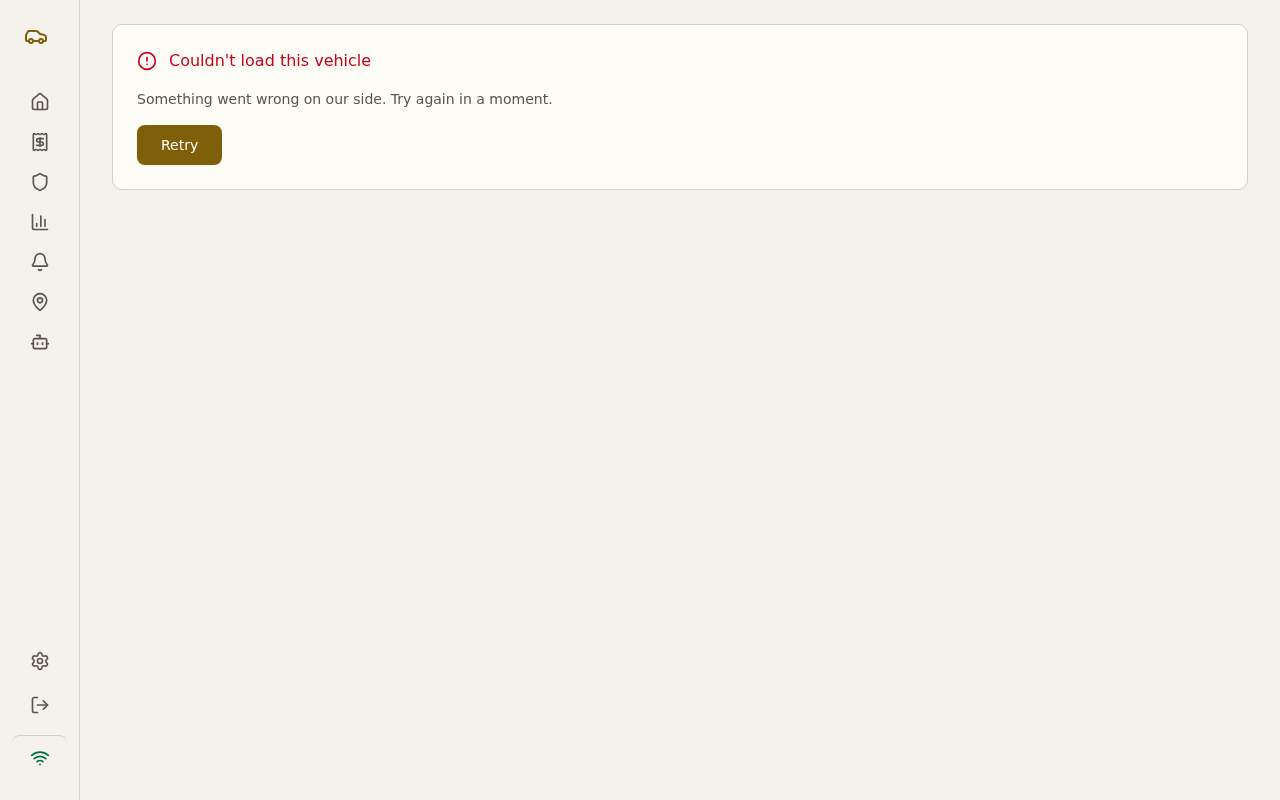 Couldn't load this vehicle
Something went wrong on our side. Try again in a moment.
Retry